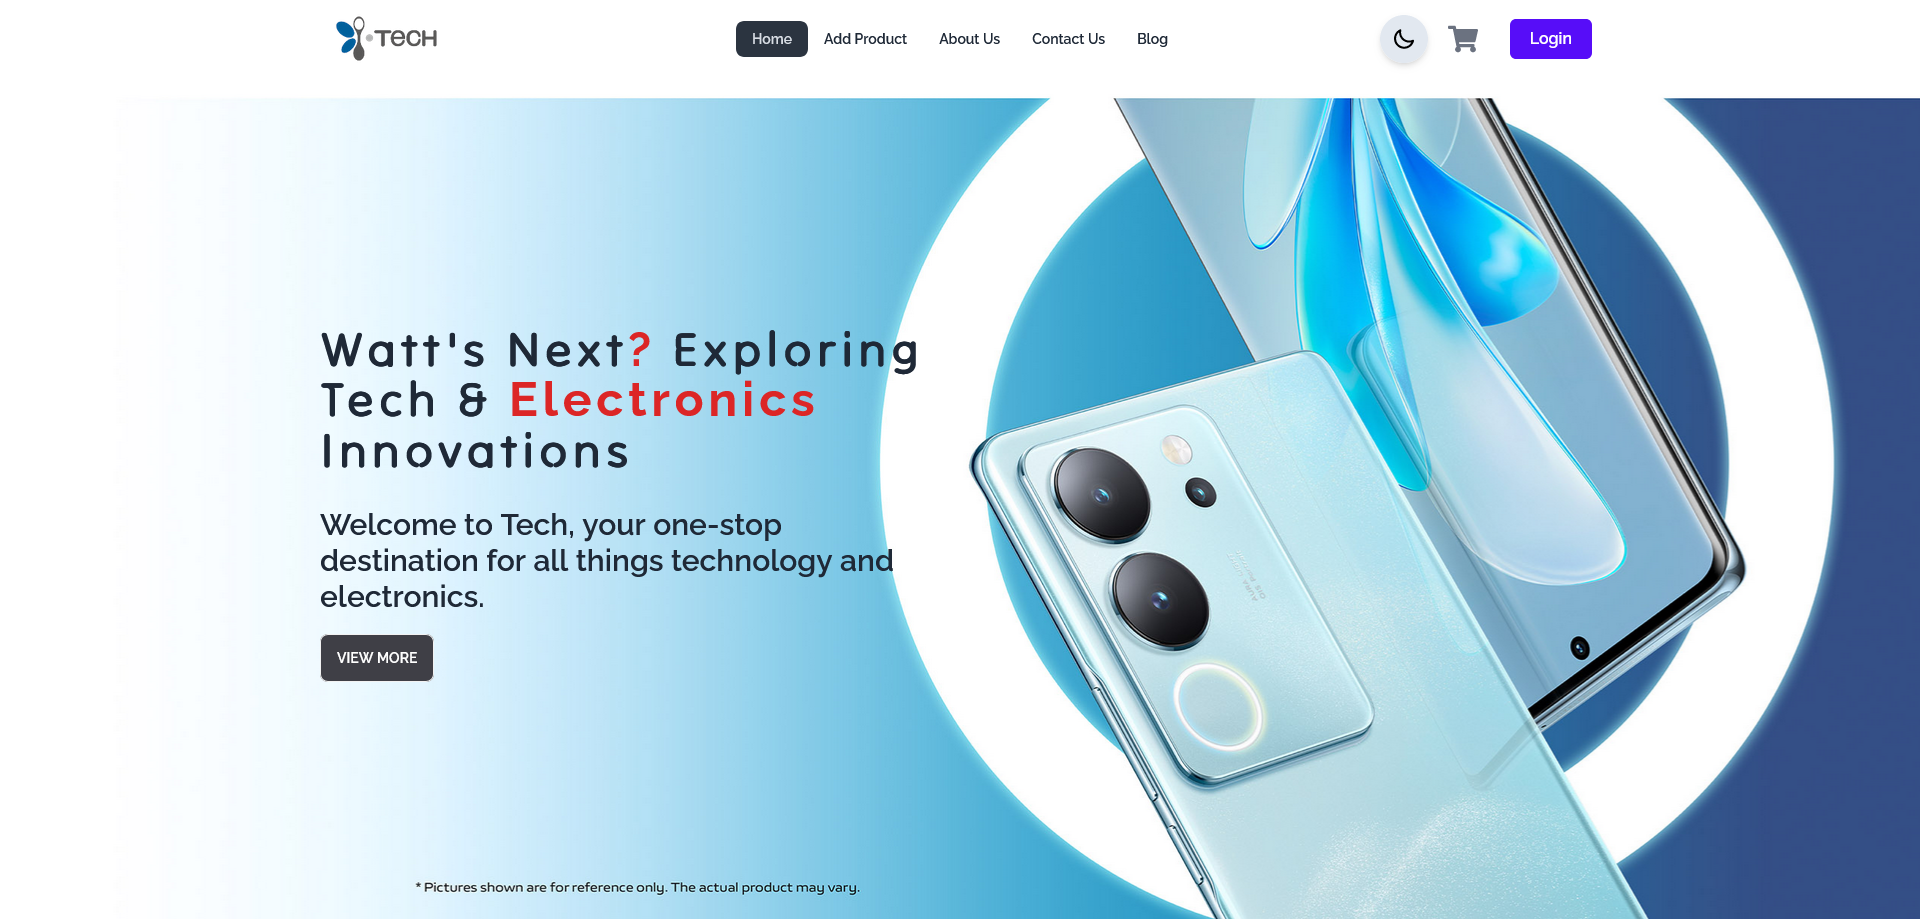 TECH
Home
Add Product
About Us
Contact Us
Blog
Login
Watt's Next? Exploring
Tech & Electronics
Innovations
Welcome to Tech, your one-stop
destination for all things technology and
electronics.
VIEW MORE
* Pictures shown are for reference only. The actual product may vary.